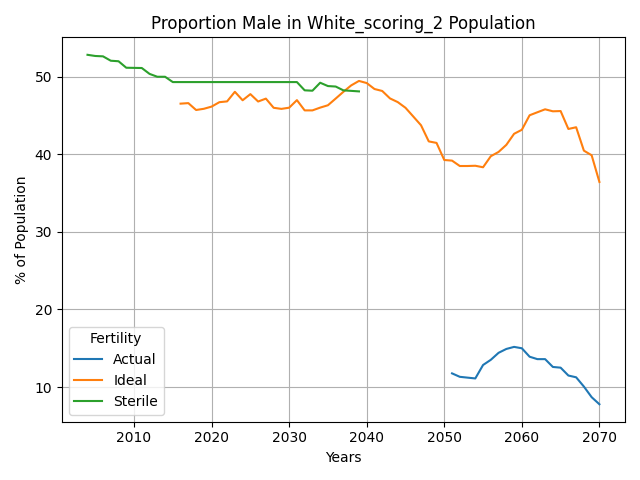 Proportion Male in White_scoring_2 Population
% of Population
50
40
30
20
10
Fertility
Actual
Ideal
Sterile
2010 2020 2030 2040 2050 2060 2070
Years